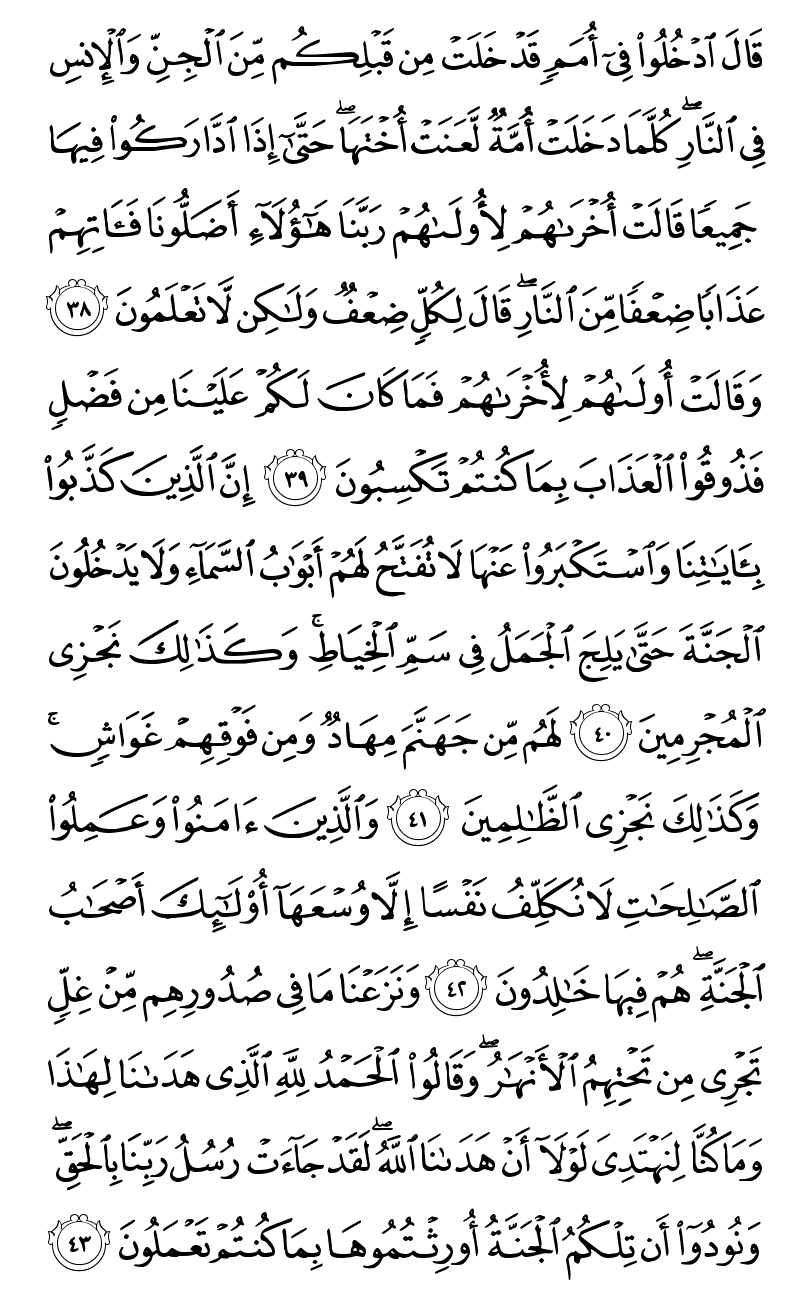 قَالَ ٱدۡخُلُواْ فِيٓ أُمَمٖ قَدۡ خَلَتۡ مِن قَبۡلِكُم مِّنَ ٱلۡجِنِّ وَٱلۡإِنسِ
فِي ٱلنَّارِۖ كُلَّمَا دَخَلَتۡ أُمَّةٞ لَّعَنَتۡ أُخۡتَهَاۖ حَتَّىٰٓ إِذَا ٱدَّارَكُواْ فِيهَا
جَمِيعٗا قَالَتۡ أُخۡرَىٰهُمۡ لِأُولَىٰهُمۡ رَبَّنَا هَٰٓؤُلَآءِ أَضَلُّونَا فَـَٔاتِهِمۡ
عَذَابٗا ضِعۡفٗا مِّنَ ٱلنَّارِۖ قَالَ لِكُلّٖ ضِعۡفٞ وَلَٰكِن لَّا تَعۡلَمُونَ ٣٨
وَقَالَتۡ أُولَىٰهُمۡ لِأُخۡرَىٰهُمۡ فَمَا كَانَ لَكُمۡ عَلَيۡنَا مِن فَضۡلٖ
فَذُوقُواْ ٱلۡعَذَابَ بِمَا كُنتُمۡ تَكۡسِبُونَ ٣٩ إِنَّ ٱلَّذِينَ كَذَّبُواْ
بِـَٔايَٰتِنَا وَٱسۡتَكۡبَرُواْ عَنۡهَا لَا تُفَتَّحُ لَهُمۡ أَبۡوَٰبُ ٱلسَّمَآءِ وَلَا يَدۡخُلُونَ
ٱلۡجَنَّةَ حَتَّىٰ يَلِجَ ٱلۡجَمَلُ فِي سَمِّ ٱلۡخِيَاطِۚ وَكَذَٰلِكَ نَجۡزِي
ٱلۡمُجۡرِمِينَ ٤٠ لَهُم مِّن جَهَنَّمَ مِهَادٞ وَمِن فَوۡقِهِمۡ غَوَاشٖۚ
وَكَذَٰلِكَ نَجۡزِي ٱلظَّٰلِمِينَ ٤١ وَٱلَّذِينَ ءَامَنُواْ وَعَمِلُواْ
ٱلصَّٰلِحَٰتِ لَا نُكَلِّفُ نَفۡسًا إِلَّا وُسۡعَهَآ أُوْلَٰٓئِكَ أَصۡحَٰبُ
ٱلۡجَنَّةِۖ هُمۡ فِيهَا خَٰلِدُونَ ٤٢ وَنَزَعۡنَا مَا فِي صُدُورِهِم مِّنۡ غِلّٖ
تَجۡرِي مِن تَحۡتِهِمُ ٱلۡأَنۡهَٰرُۖ وَقَالُواْ ٱلۡحَمۡدُ لِلَّهِ ٱلَّذِي هَدَىٰنَا لِهَٰذَا
وَمَا كُنَّا لِنَهۡتَدِيَ لَوۡلَآ أَنۡ هَدَىٰنَا ٱللَّهُۖ لَقَدۡ جَآءَتۡ رُسُلُ رَبِّنَا بِٱلۡحَقِّۖ
وَنُودُوٓاْ أَن تِلۡكُمُ ٱلۡجَنَّةُ أُورِثۡتُمُوهَا بِمَا كُنتُمۡ تَعۡمَلُونَ ٤٣